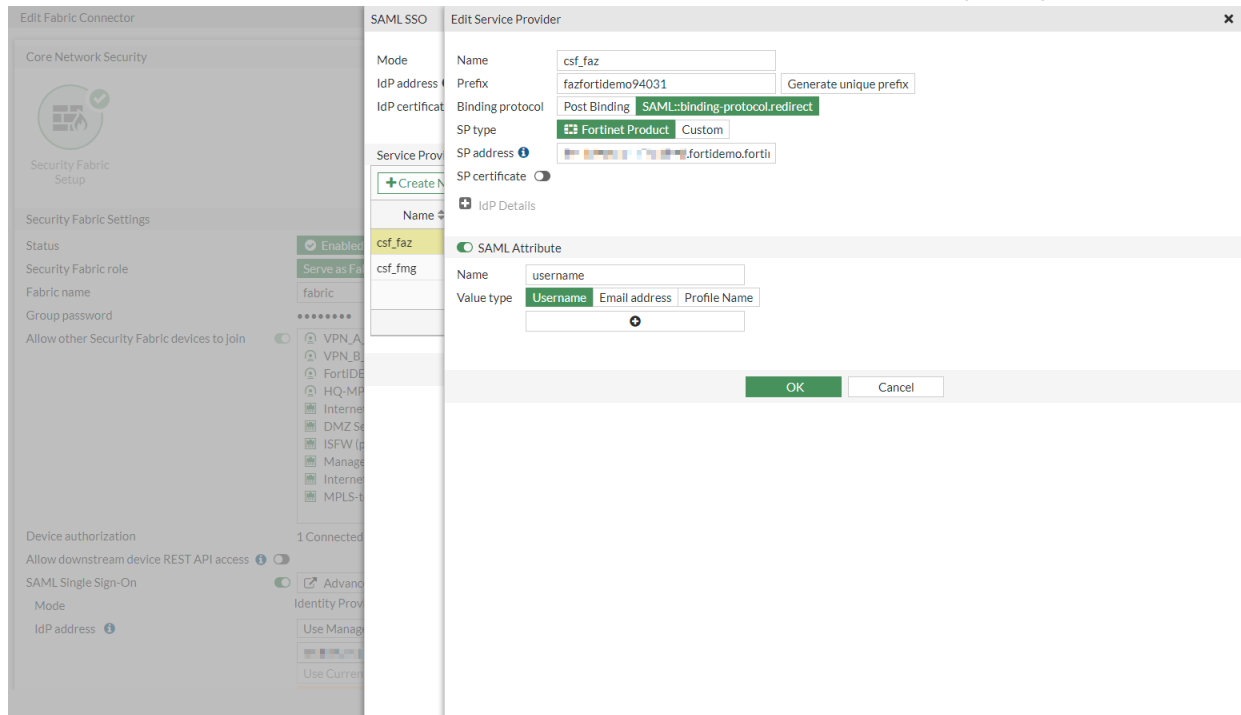 Edit Fabric Connector
Core Network Security
Security Fabric
Setup
Security Fabric Settings
Status Enabled
Security Fabric role Serve as Fa
Fabric name fabric
Group password ••••••••
Allow other Security Fabric devices to join VPN_A_
VPN_B_
FortiDE
HQ-MP
Interne
DMZ Se
ISFW (p
Manage
Interne
MPLS-t
Device authorization 1 Connected
Allow downstream device REST API access
SAML Single Sign-On Advanc
Mode Identity Prov
IdP address Use Manag
Use Curren
SAML SSO
Mode
IdP address
IdP certificat
Service Provi
Create N
Name
csf_faz
csf_fmg
Edit Service Provider
Name csf_faz
Prefix fazfortidemo94031 Generate unique prefix
Binding protocol Post Binding SAML::binding-protocol.redirect
SP type Fortinet Product Custom
SP address .fortidemo.fortin
SP certificate
IdP Details
SAML Attribute
Name username
Value type Username Email address Profile Name
OK Cancel